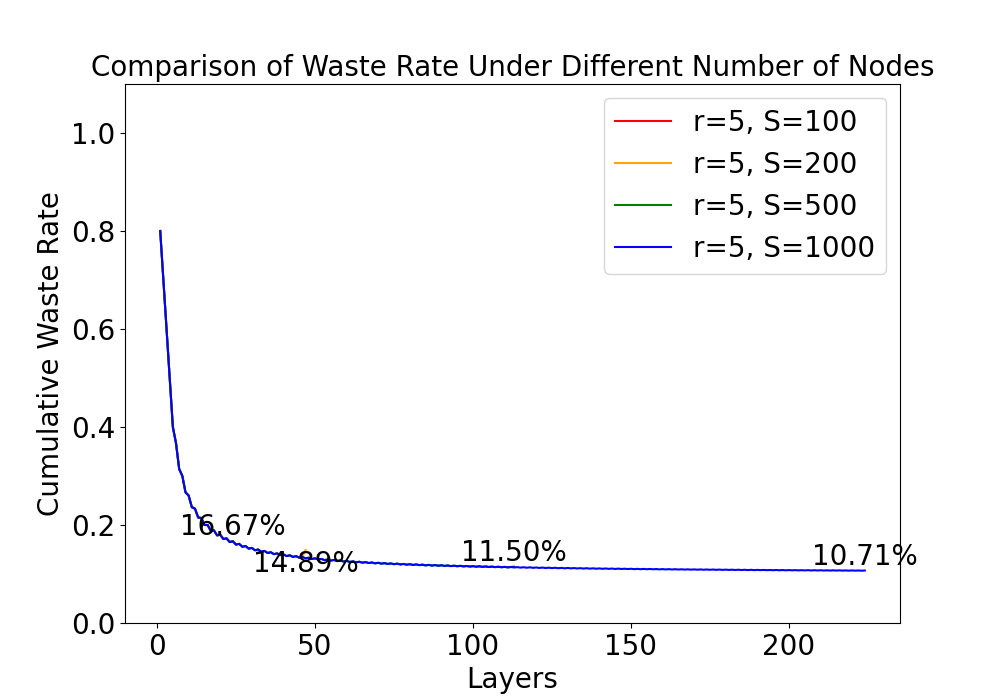 Comparison of Waste Rate Under Different Number of Nodes
Cumulative Waste Rate
1.0
0.8
0.6
0.4
0.2
0.0
r=5, S=100
r=5, S=200
r=5, S=500
r=5, S=1000
16.67%
14.89%
11.50%
10.71%
0
50
100
150
200
Layers